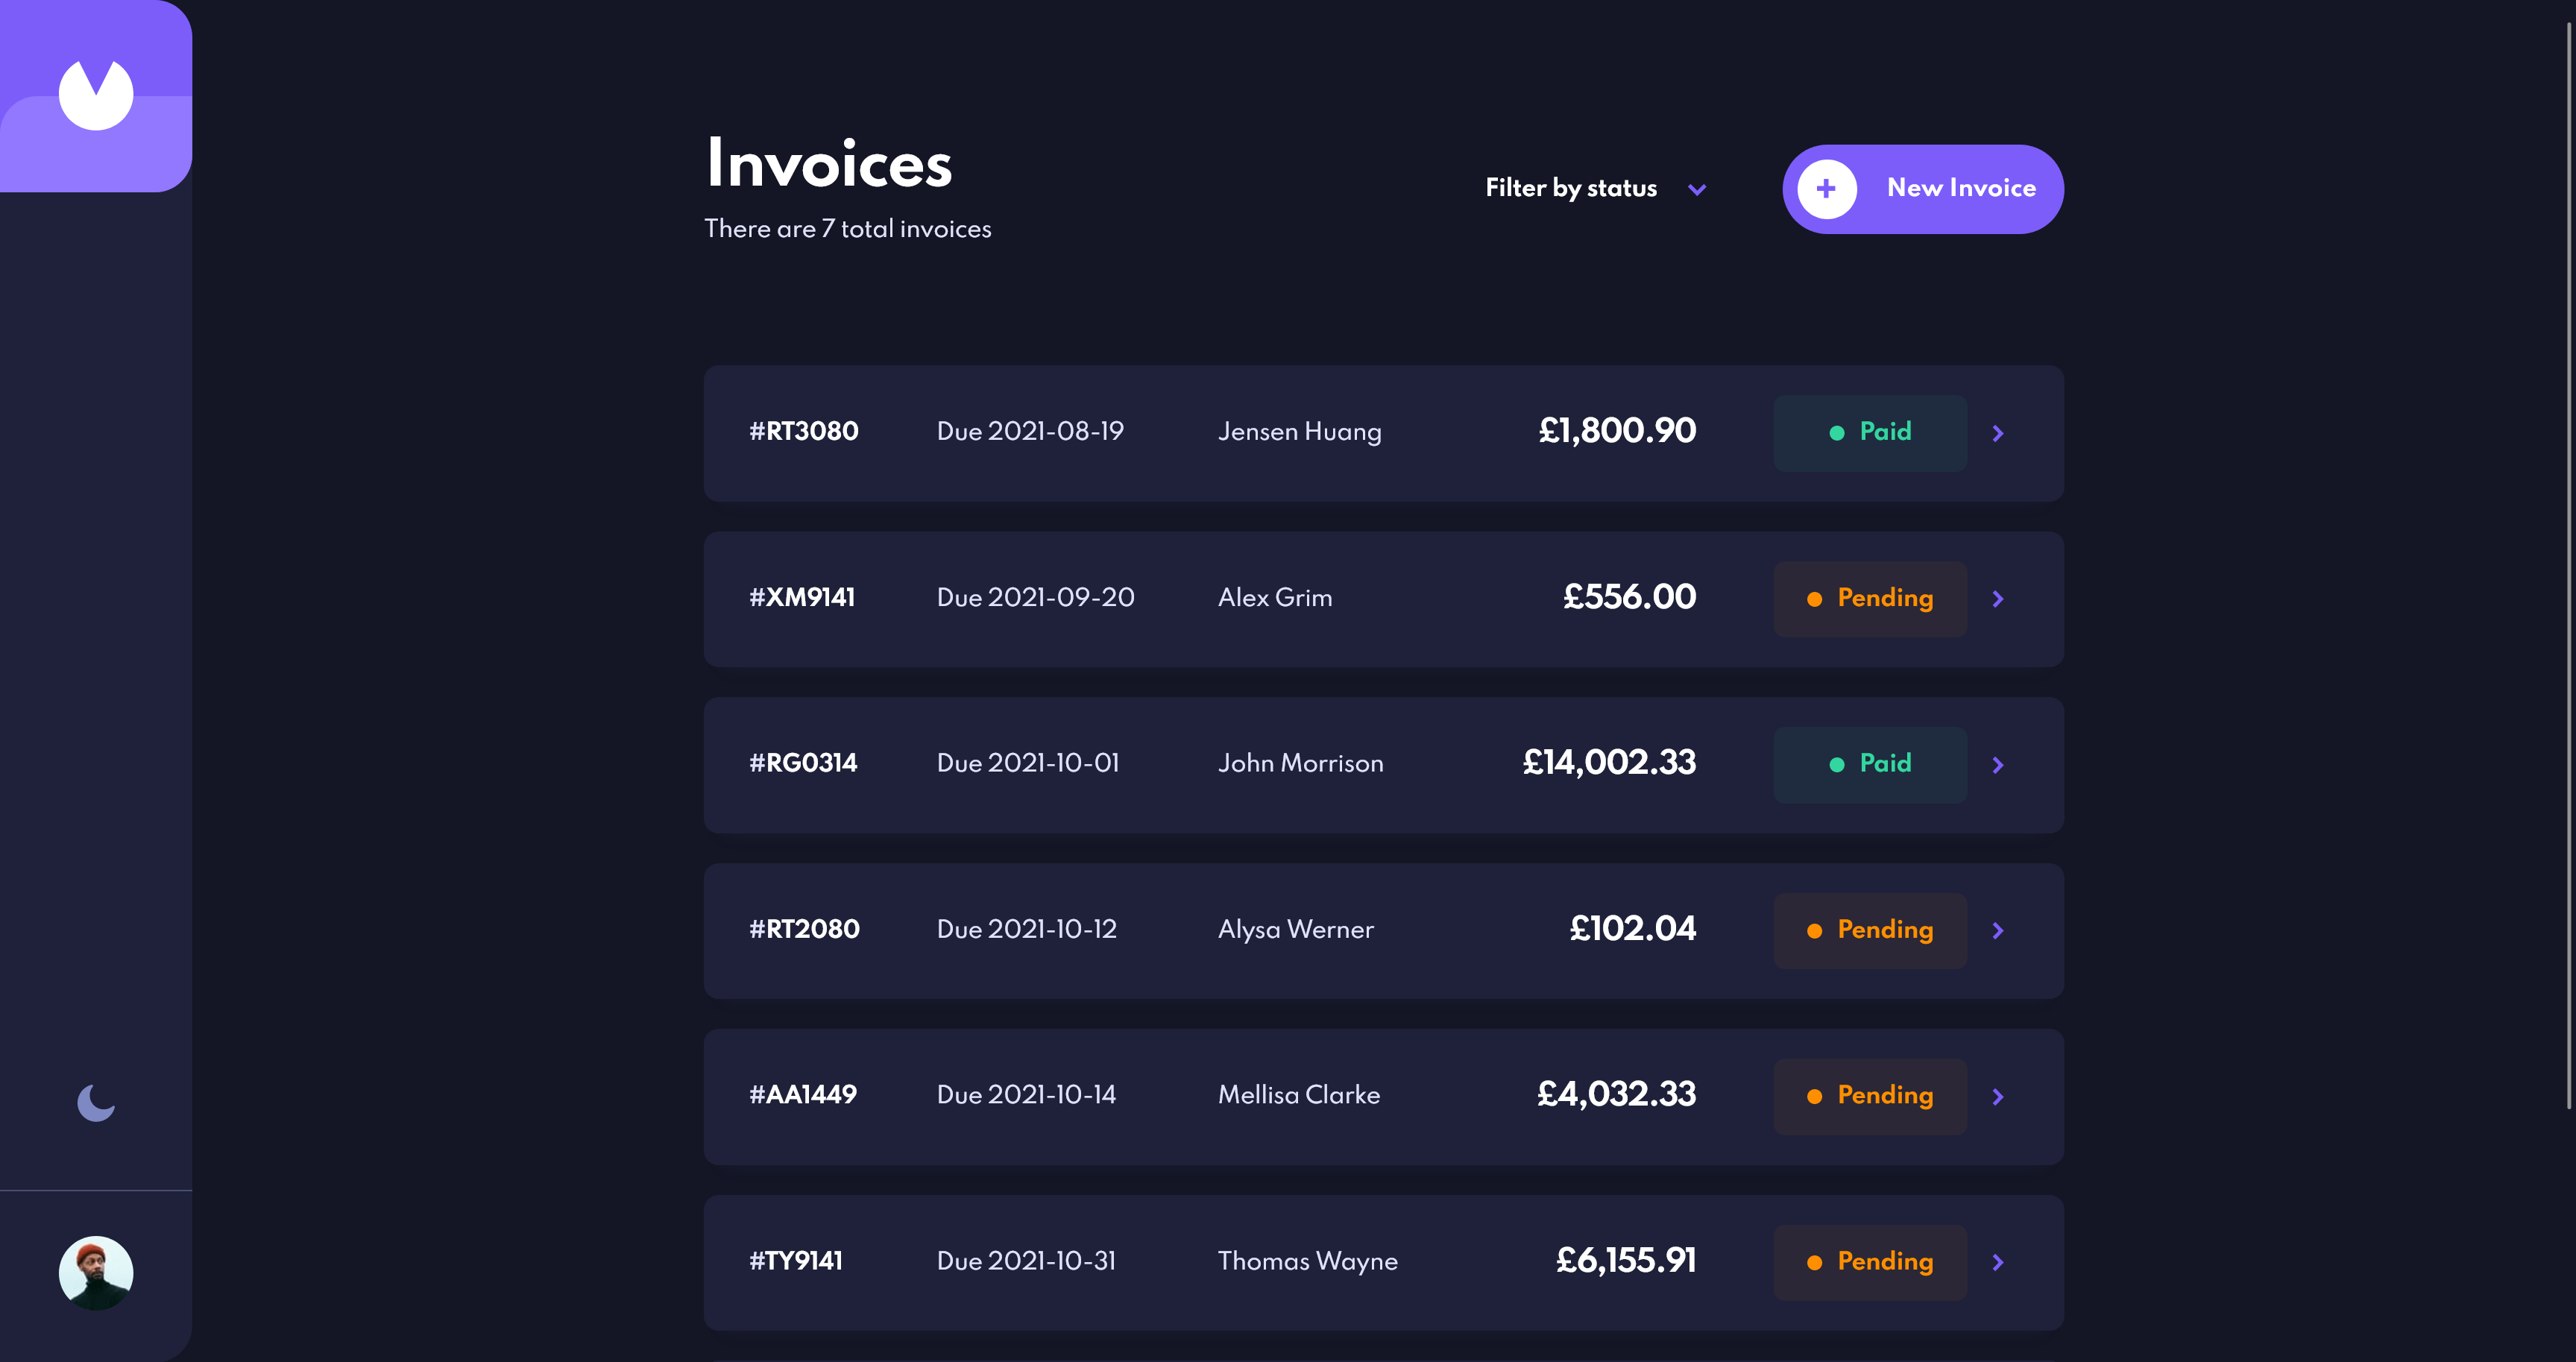 Invoices
There are 7 total invoices
Filter by status
New Invoice
#RT3080 Due 2021-08-19 Jensen Huang £1,800.90 Paid
#XM9141 Due 2021-09-20 Alex Grim £556.00 Pending
#RG0314 Due 2021-10-01 John Morrison £14,002.33 Paid
#RT2080 Due 2021-10-12 Alysa Werner £102.04 Pending
#AA1449 Due 2021-10-14 Mellisa Clarke £4,032.33 Pending
#TY9141 Due 2021-10-31 Thomas Wayne £6,155.91 Pending